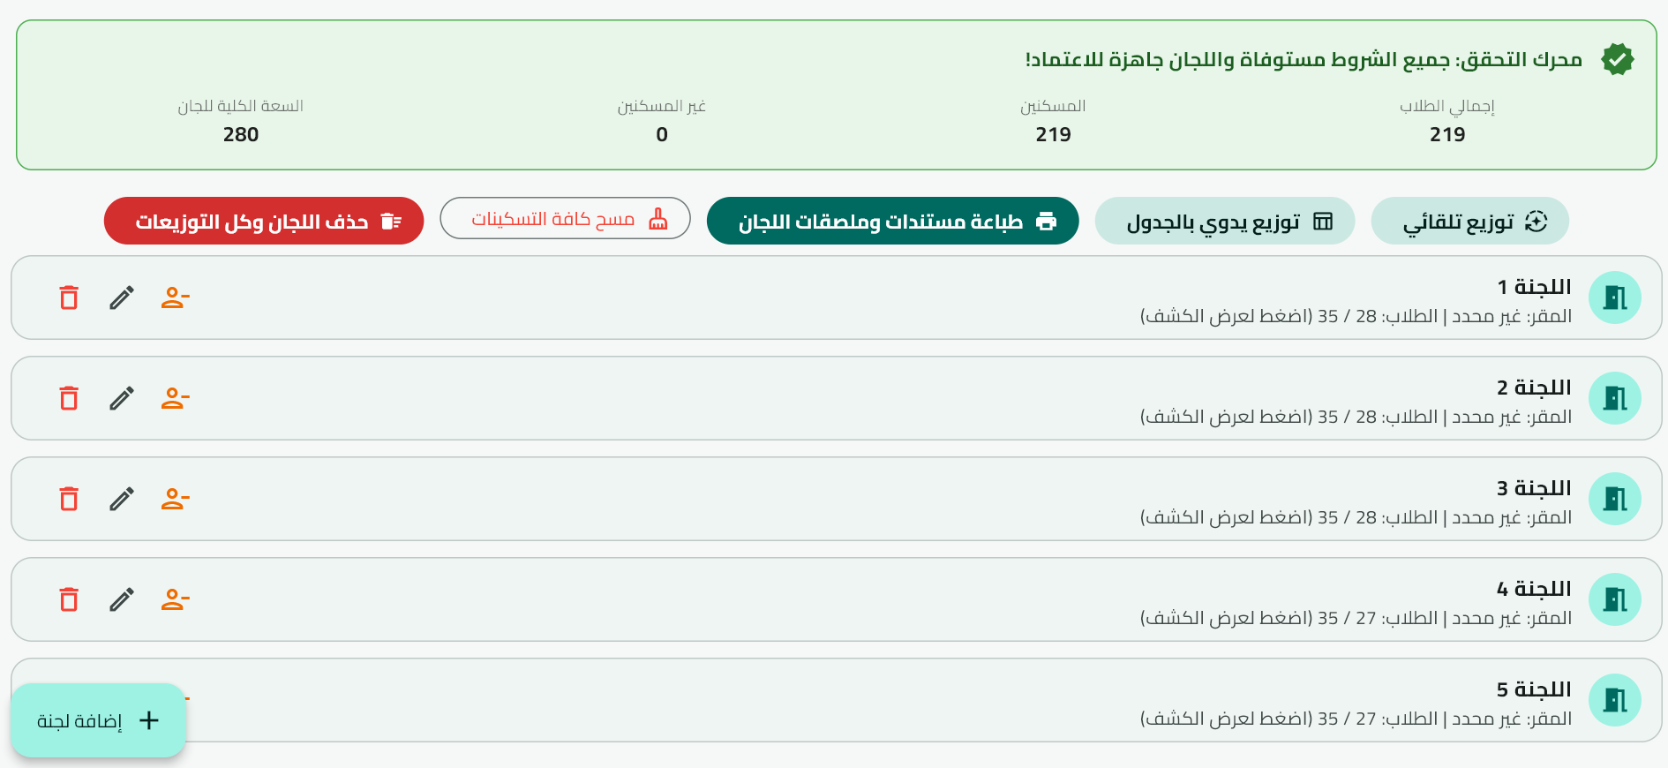 محرك التحقق: جميع الشروط مستوفاة واللجان جاهزة للاعتماد!
إجمالي الطلاب
219
المسكنين
219
غير المسكنين
0
السعة الكلية للجان
280
توزيع تلقائي
توزيع يدوي بالجدول
طباعة مستندات وملصقات اللجان
مسح كافة التسكينات
حذف اللجان وكل التوزيعات
اللجنة 1
المقر: غير محدد | الطلاب: 28 / 35 (اضغط لعرض الكشف)
اللجنة 2
المقر: غير محدد | الطلاب: 28 / 35 (اضغط لعرض الكشف)
اللجنة 3
المقر: غير محدد | الطلاب: 28 / 35 (اضغط لعرض الكشف)
اللجنة 4
المقر: غير محدد | الطلاب: 27 / 35 (اضغط لعرض الكشف)
اللجنة 5
المقر: غير محدد | الطلاب: 27 / 35 (اضغط لعرض الكشف)
إضافة لجنة